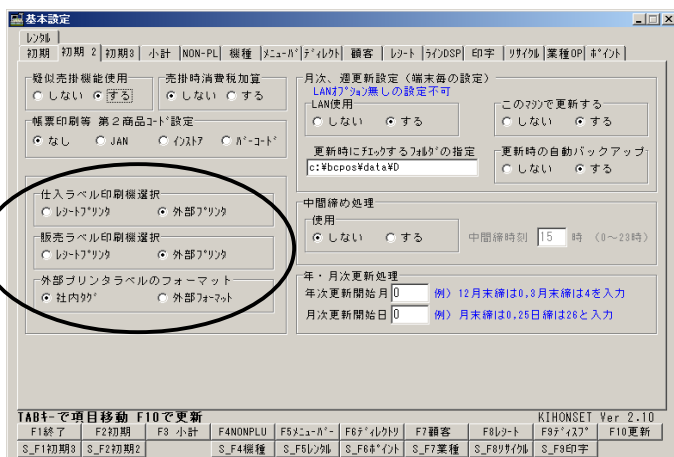 基本設定
レンタル
初期 初期 2 初期3 小計 NON-PL 機種 メニューバ ディレクト 顧客 レシート ラインDSP 印字 リサイクル 業種OP ポイント
疑似売掛機能使用
しない する
売掛時消費税加算
しない する
帳票印刷等 第2商品コード設定
なし JAN インストア バーコード
仕入ラベル印刷機選択
レシートプリンタ 外部プリンタ
販売ラベル印刷機選択
レシートプリンタ 外部プリンタ
外部プリンタラベルのフォーマット
社内タグ 外部フォーマット
月次、週更新設定 (端末毎の設定)
LANオプション無しの設定不可
LAN使用
しない する
このマシンで更新する
しない する
更新時にチェックするフォルダの指定
c:¥bcpos¥data¥D
更新時の自動バックアップ
しない する
中間締め処理
使用
しない する
中間締時刻 15 時 (0～23時)
年・月次更新処理
年次更新開始月 0 例) 12月末締は0,3月末締は4を入力
月次更新開始日 0 例) 月末締は0,25日締は26と入力
TABキーで項目移動 F10で更新
KIHONSET Ver 2.10
F1終了 F2初期 F3 小計 F4NONPLU F5メニューバー F6ディレクトリ F7顧客 F8レシート F9ディスプ F10更新
S_F1初期3 S_F2初期2 S_F4機種 S_F5レンタル S_F6ポイント S_F7業種 S_F8リサイクル S_F9印字